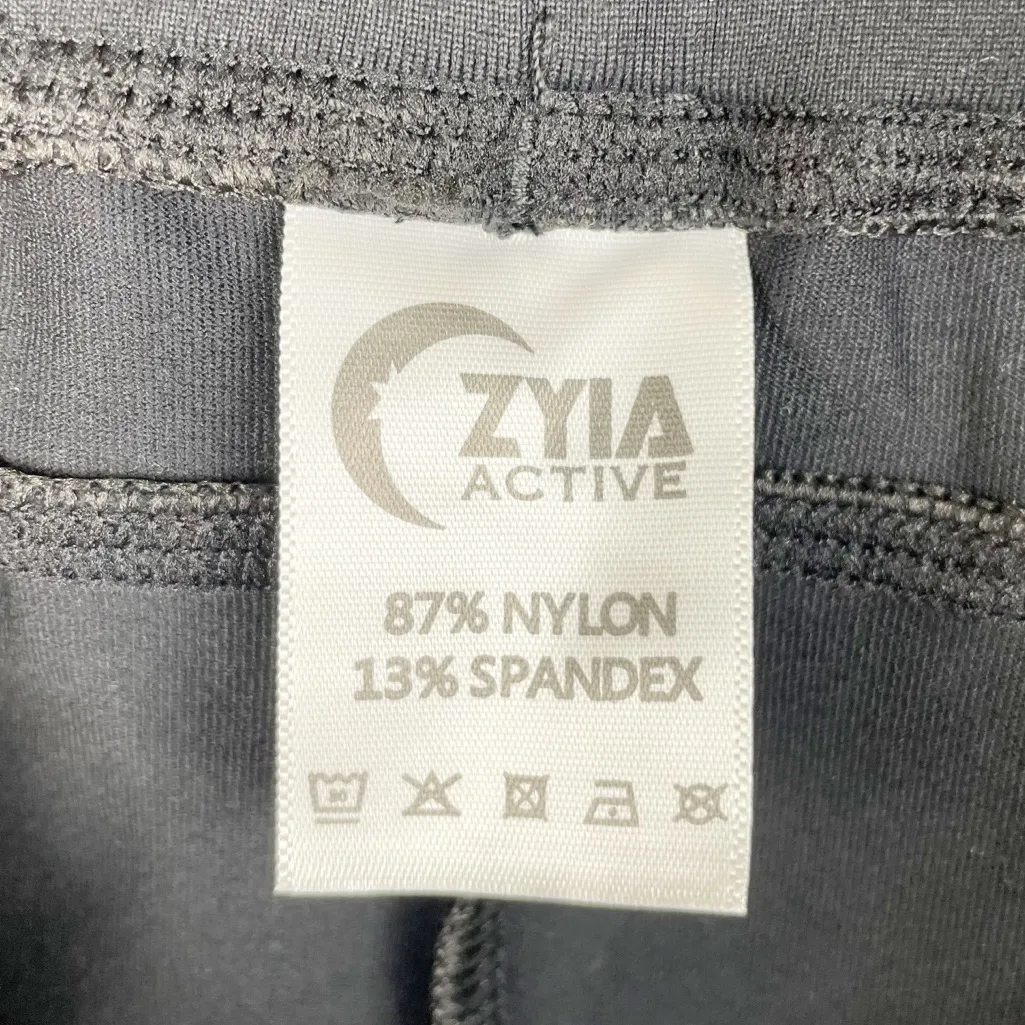 ZYIA
ACTIVE
87% NYLON
13% SPANDEX